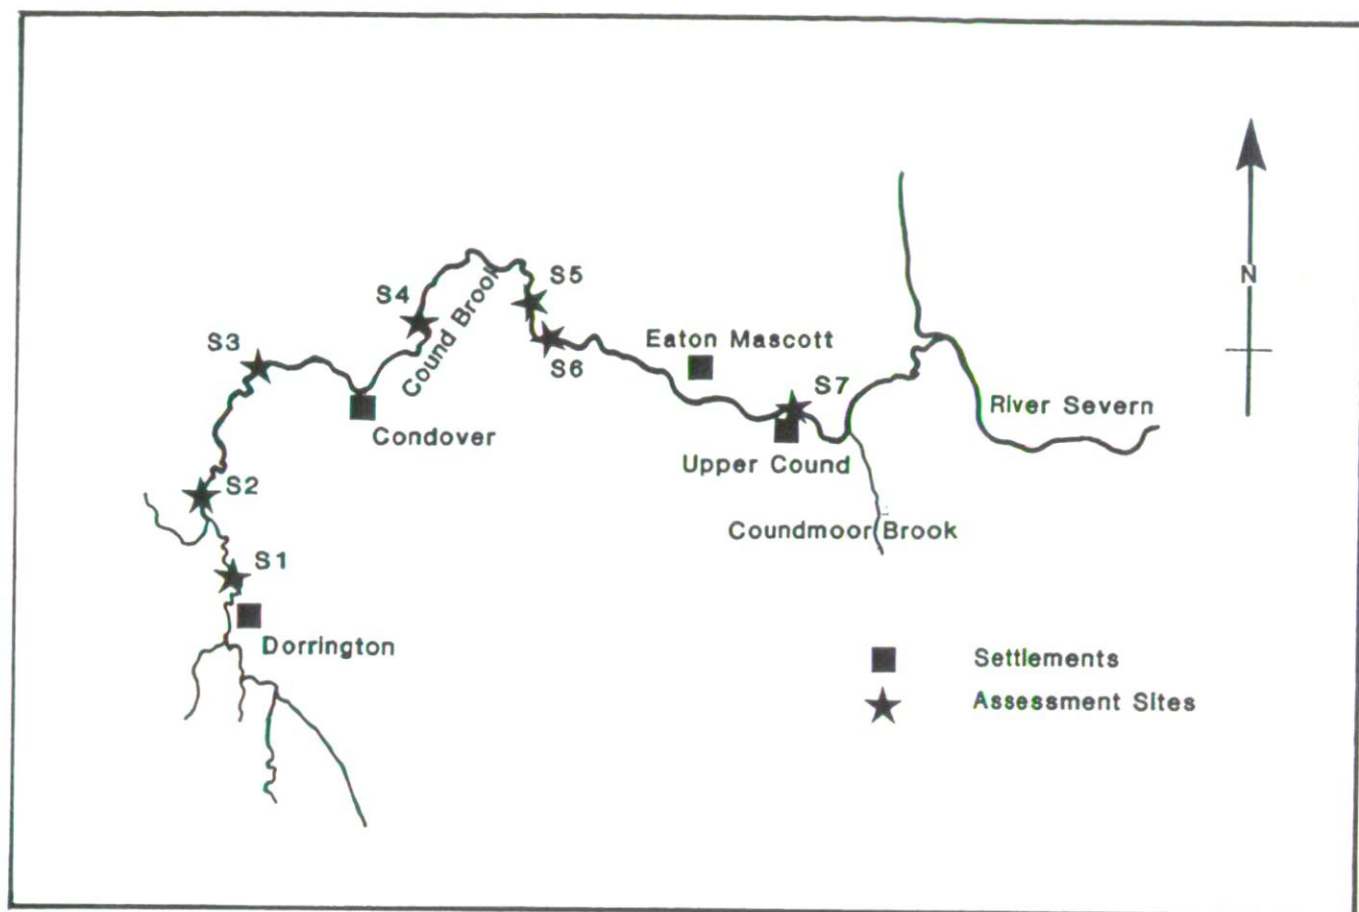 N
S5
S4
Cound Brook
S3
Eaton Mascott
S6
S7
River Severn
Condover
Upper Cound
S2
Coundmoor Brook
S1
Dorrington
Settlements
Assessment Sites